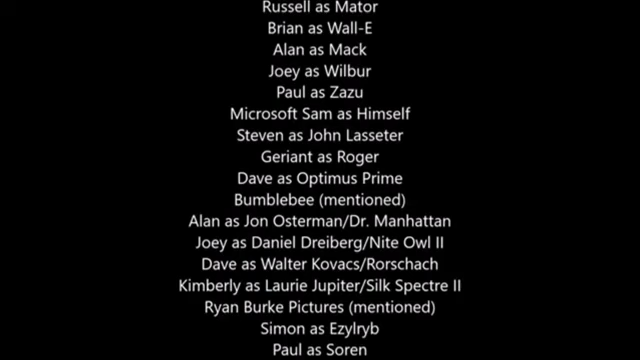 Russell as Mator
Brian as Wall-E
Alan as Mack
Joey as Wilbur
Paul as Zazu
Microsoft Sam as Himself
Steven as John Lasseter
Geriant as Roger
Dave as Optimus Prime
Bumblebee (mentioned)
Alan as Jon Osterman/Dr. Manhattan
Joey as Daniel Dreiberg/Nite Owl II
Dave as Walter Kovacs/Rorschach
Kimberly as Laurie Jupiter/Silk Spectre II
Ryan Burke Pictures (mentioned)
Simon as Ezylryb
Paul as Soren